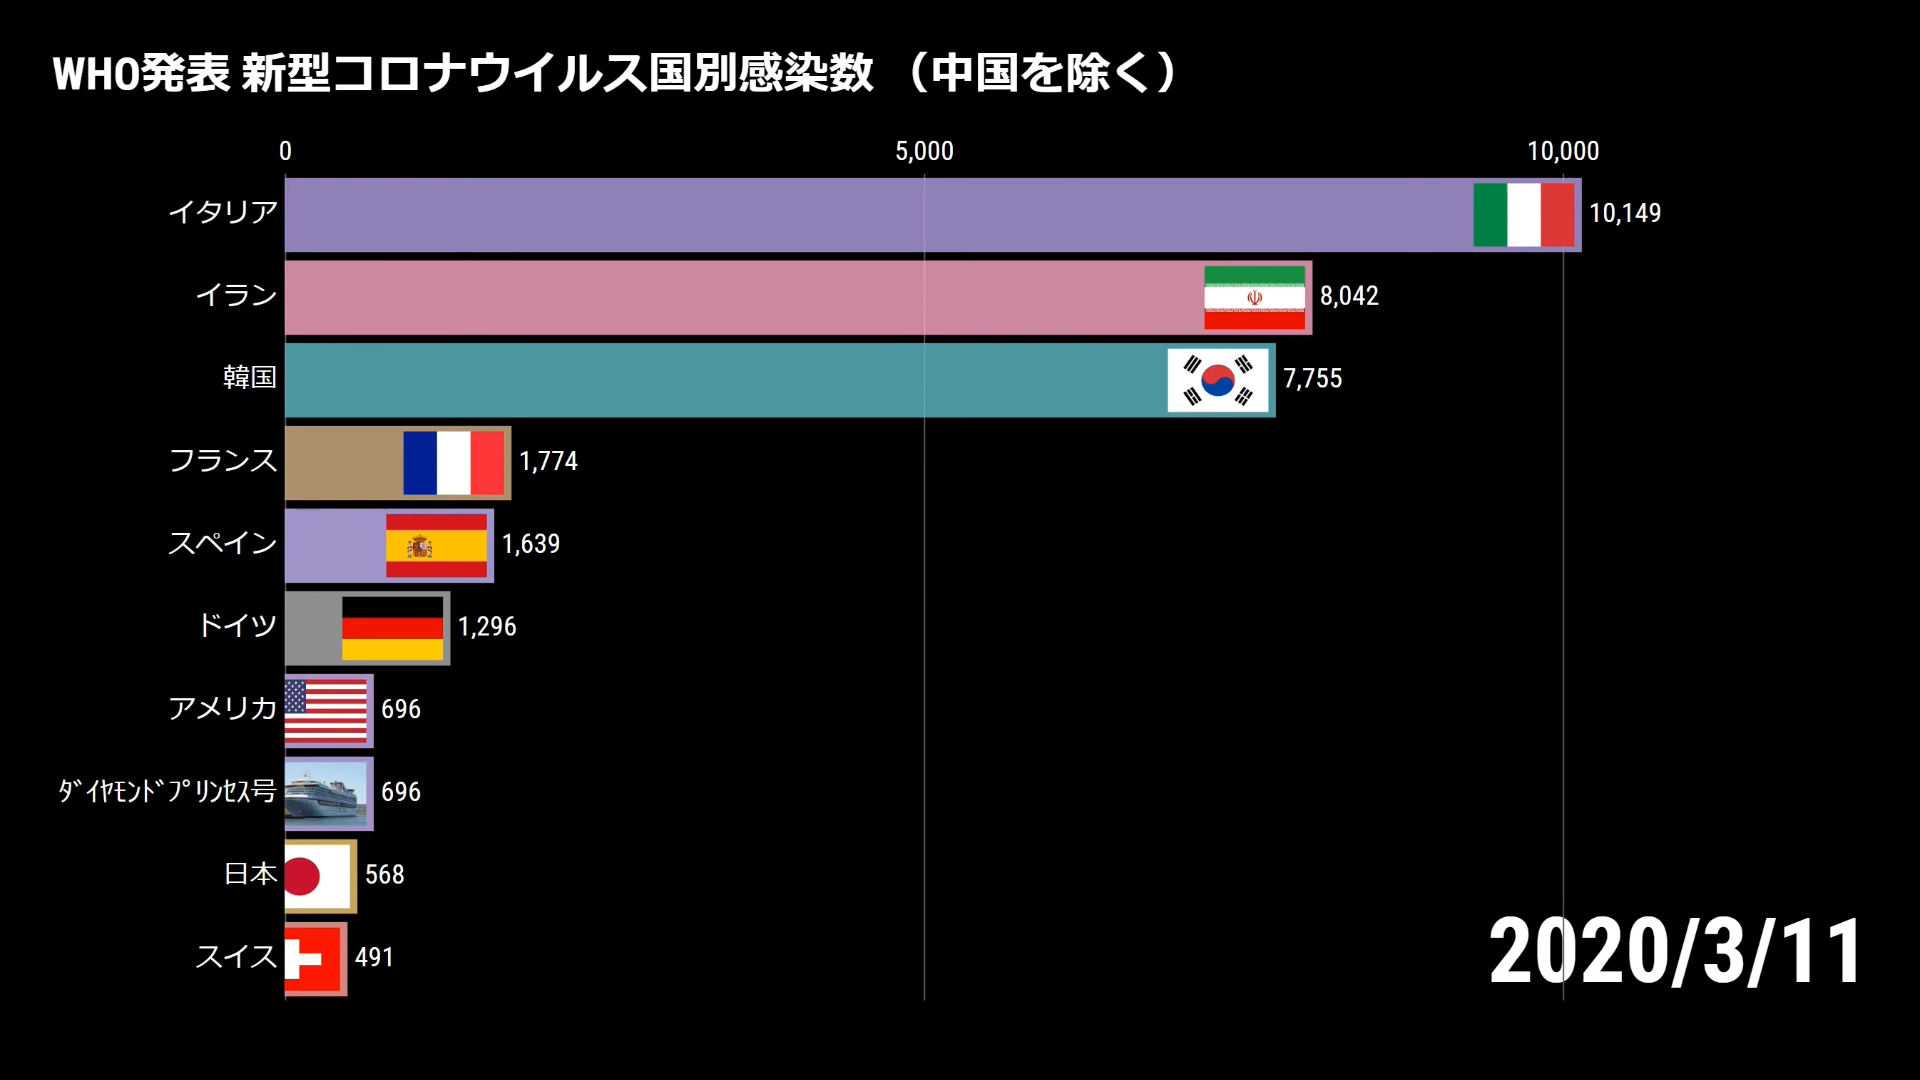 WHO発表 新型コロナウイルス国別感染数 （中国を除く）
0 5,000 10,000
イタリア 10,149
イラン 8,042
韓国 7,755
フランス 1,774
スペイン 1,639
ドイツ 1,296
アメリカ 696
ﾀﾞｲﾔﾓﾝﾄﾞﾌﾟﾘﾝｾｽ号 696
日本 568
スイス 491
2020/3/11